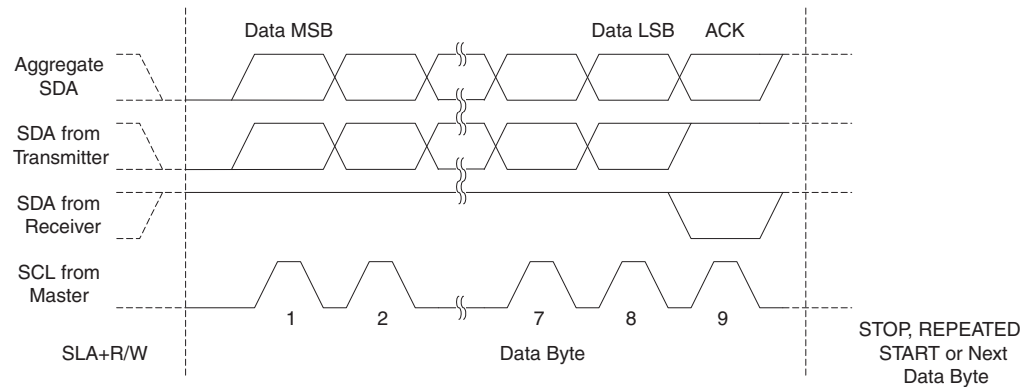 Data MSB
Data LSB
ACK
Aggregate
SDA
SDA from
Transmitter
SDA from
Receiver
SCL from
Master
1
2
7
8
9
SLA+R/W
Data Byte
STOP, REPEATED
START or Next
Data Byte